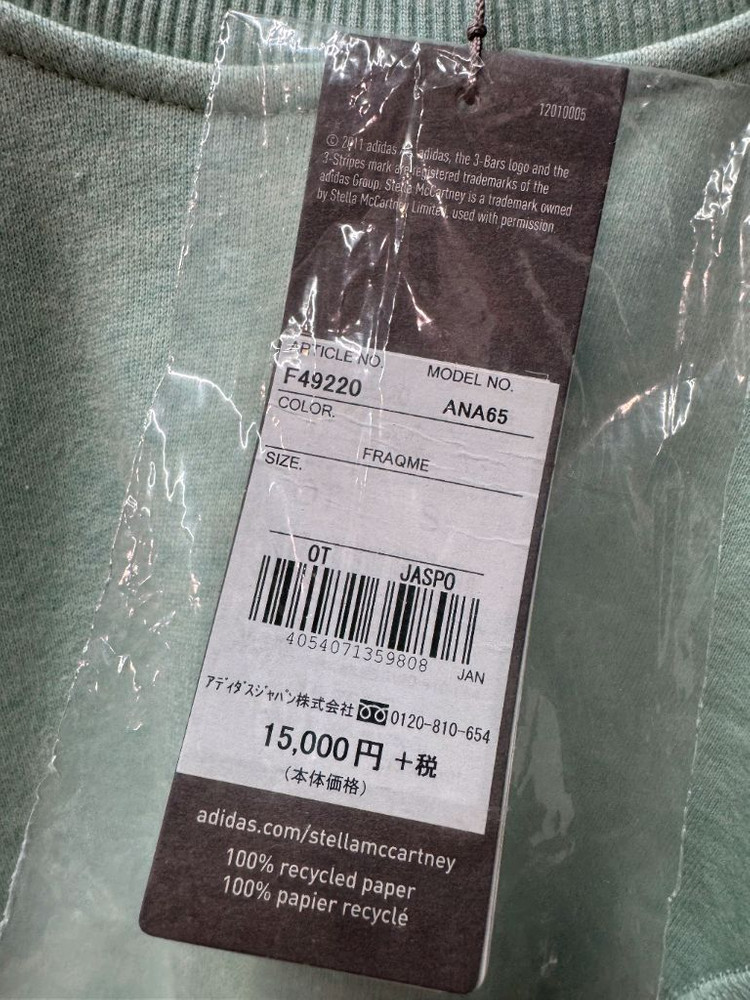 12010005
© 2011 adidas AG. adidas, the 3-Bars logo and the
3-Stripes mark are registered trademarks of the
adidas Group. Stella McCartney is a trademark owned
by Stella McCartney Limited, used with permission.
ARTICLE NO. MODEL NO.
F49220 ANA65
COLOR.
FRAQME
SIZE.
S
OT JASPO
4054071359808 JAN
アディダスジャパン株式会社 0120-810-654
15,000円 +税
(本体価格)
adidas.com/stellamccartney
100% recycled paper
100% papier recyclé